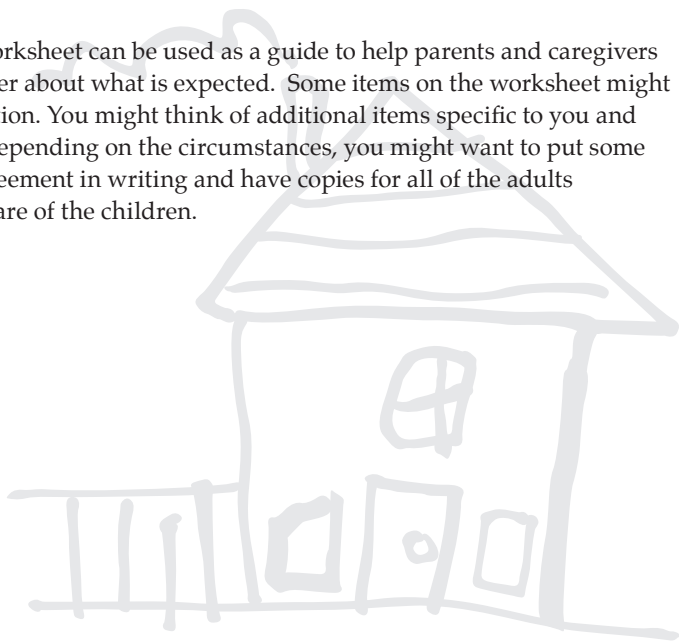 orksheet can be used as a guide to help parents and caregivers
er about what is expected. Some items on the worksheet might
ion. You might think of additional items specific to you and
epending on the circumstances, you might want to put some
eement in writing and have copies for all of the adults
are of the children.